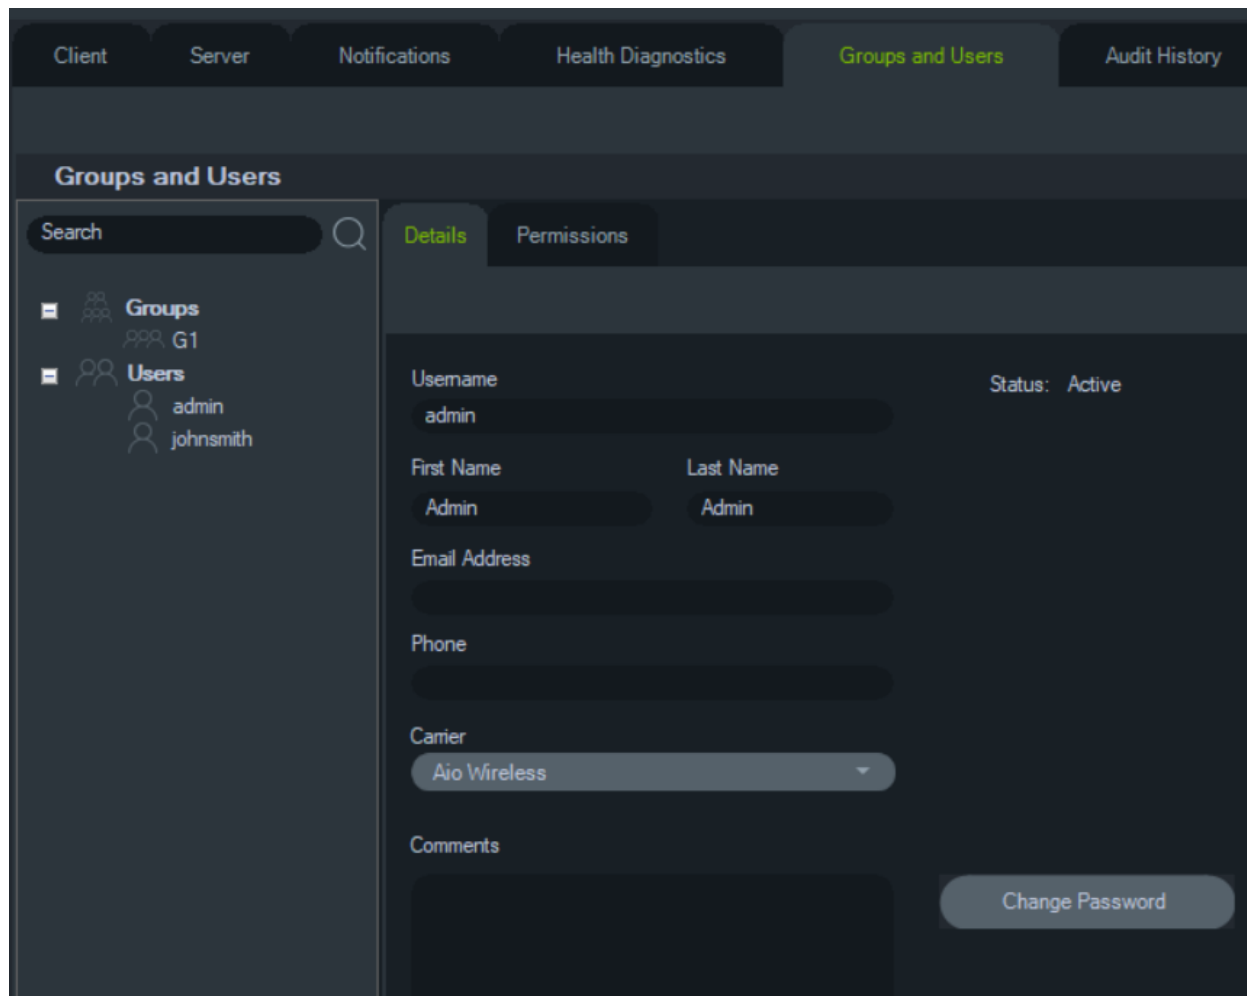 Client Server Notifications Health Diagnostics Groups and Users Audit History
Groups and Users
Search
Details Permissions
Groups
G1
Users
admin
johnsmith
Username
admin
Status: Active
First Name Last Name
Admin Admin
Email Address
Phone
Carrier
Aio Wireless
Comments
Change Password